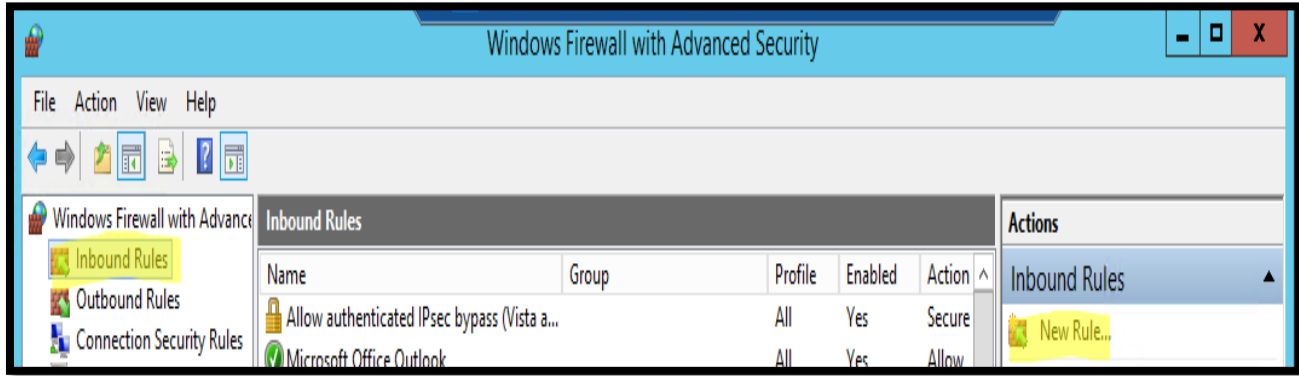 Windows Firewall with Advanced Security
X
File Action View Help
Windows Firewall with Advance
Inbound Rules
Outbound Rules
Connection Security Rules
Inbound Rules
Name Group Profile Enabled Action
Allow authenticated IPsec bypass (Vista a... All Yes Secure
Microsoft Office Outlook All Yes Allow
Actions
Inbound Rules
New Rule...